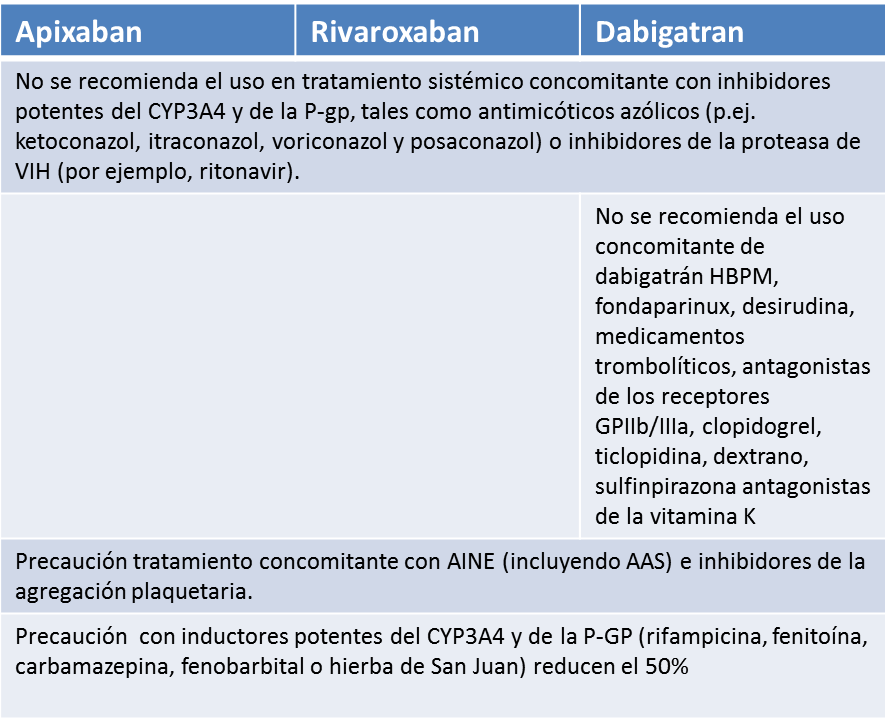 Apixaban Rivaroxaban Dabigatran
No se recomienda el uso en tratamiento sistémico concomitante con inhibidores
potentes del CYP3A4 y de la P-gp, tales como antimicóticos azólicos (p.ej.
ketoconazol, itraconazol, voriconazol y posaconazol) o inhibidores de la proteasa de
VIH (por ejemplo, ritonavir).
No se recomienda el uso
concomitante de
dabigatrán HBPM,
fondaparinux, desirudina,
medicamentos
trombolíticos, antagonistas
de los receptores
GPIIb/IIIa, clopidogrel,
ticlopidina, dextrano,
sulfinpirazona antagonistas
de la vitamina K
Precaución tratamiento concomitante con AINE (incluyendo AAS) e inhibidores de la
agregación plaquetaria.
Precaución con inductores potentes del CYP3A4 y de la P-GP (rifampicina, fenitoína,
carbamazepina, fenobarbital o hierba de San Juan) reducen el 50%